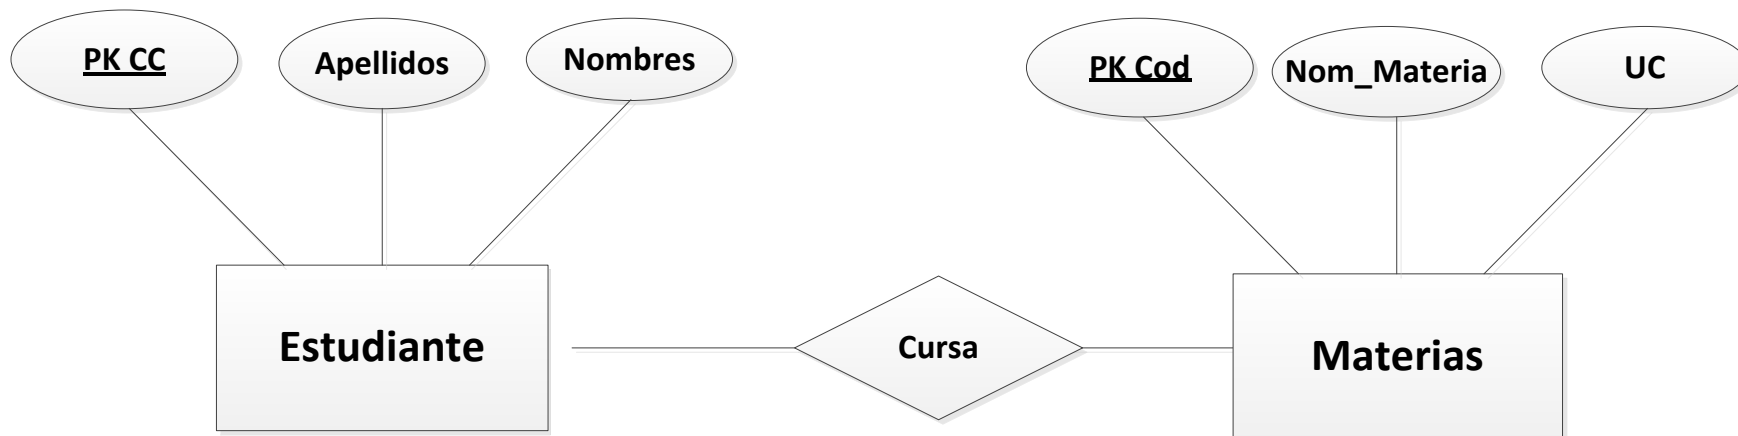 PK CC
Apellidos
Nombres
PK Cod
Nom_Materia
UC
Estudiante
Cursa
Materias